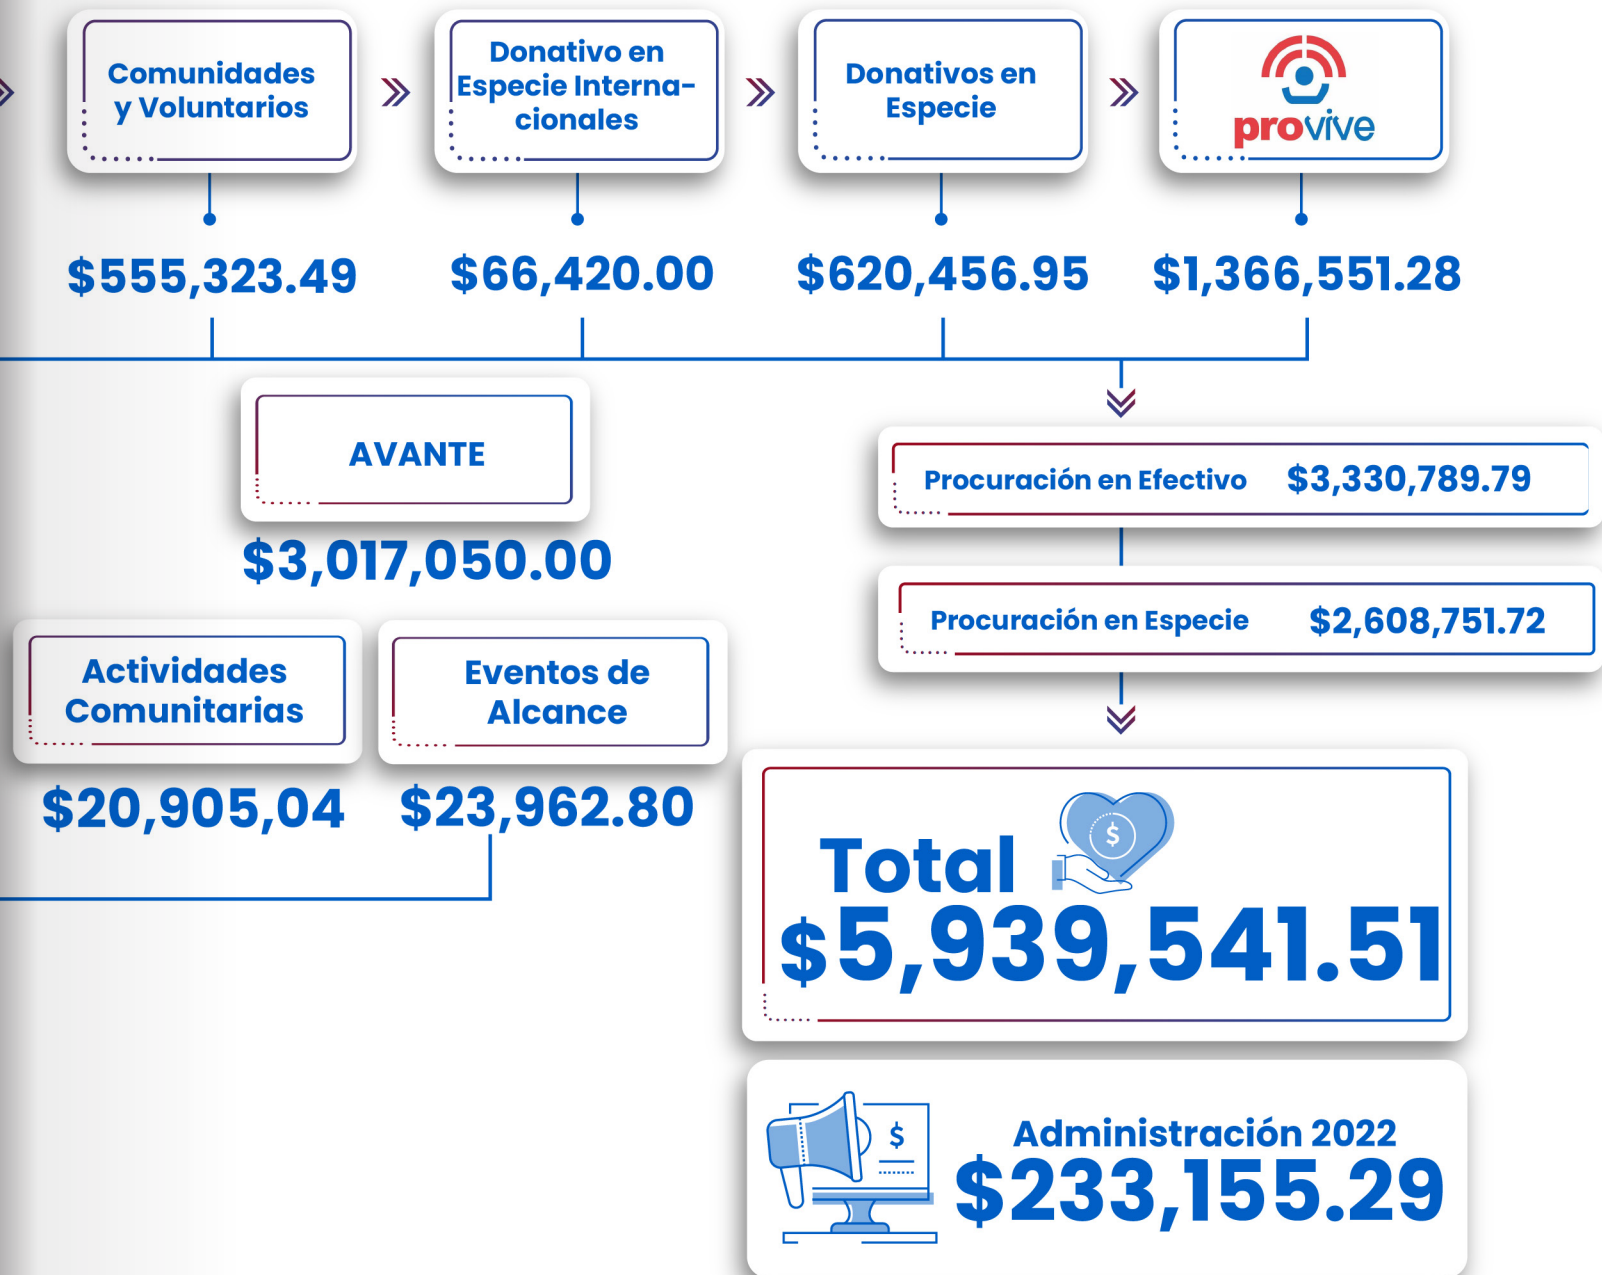 Comunidades
y Voluntarios
Donativo en
Especie Interna-
cionales
Donativos en
Especie
provive
$555,323.49
$66,420.00
$620,456.95
$1,366,551.28
AVANTE
$3,017,050.00
Procuración en Efectivo $3,330,789.79
Procuración en Especie $2,608,751.72
Actividades
Comunitarias
Eventos de
Alcance
$20,905,04
$23,962.80
$
Total
$5,939,541.51
$
Administración 2022
$233,155.29